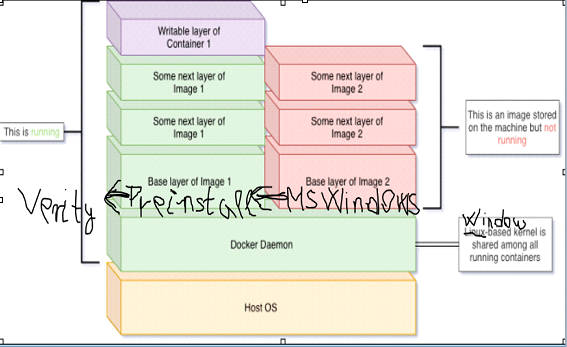 Writable layer of
Container 1
Some next layer of
Image 1
Some next layer of
Image 2
This is running
Some next layer of
Image 1
Some next layer of
Image 2
This is an image stored
on the machine but not
running
Base layer of Image 1
Base layer of Image 2
Verity ← Preinstall ← MSWindows
Window
Linux-based kernel is
shared among all
running containers
Docker Daemon
Host OS